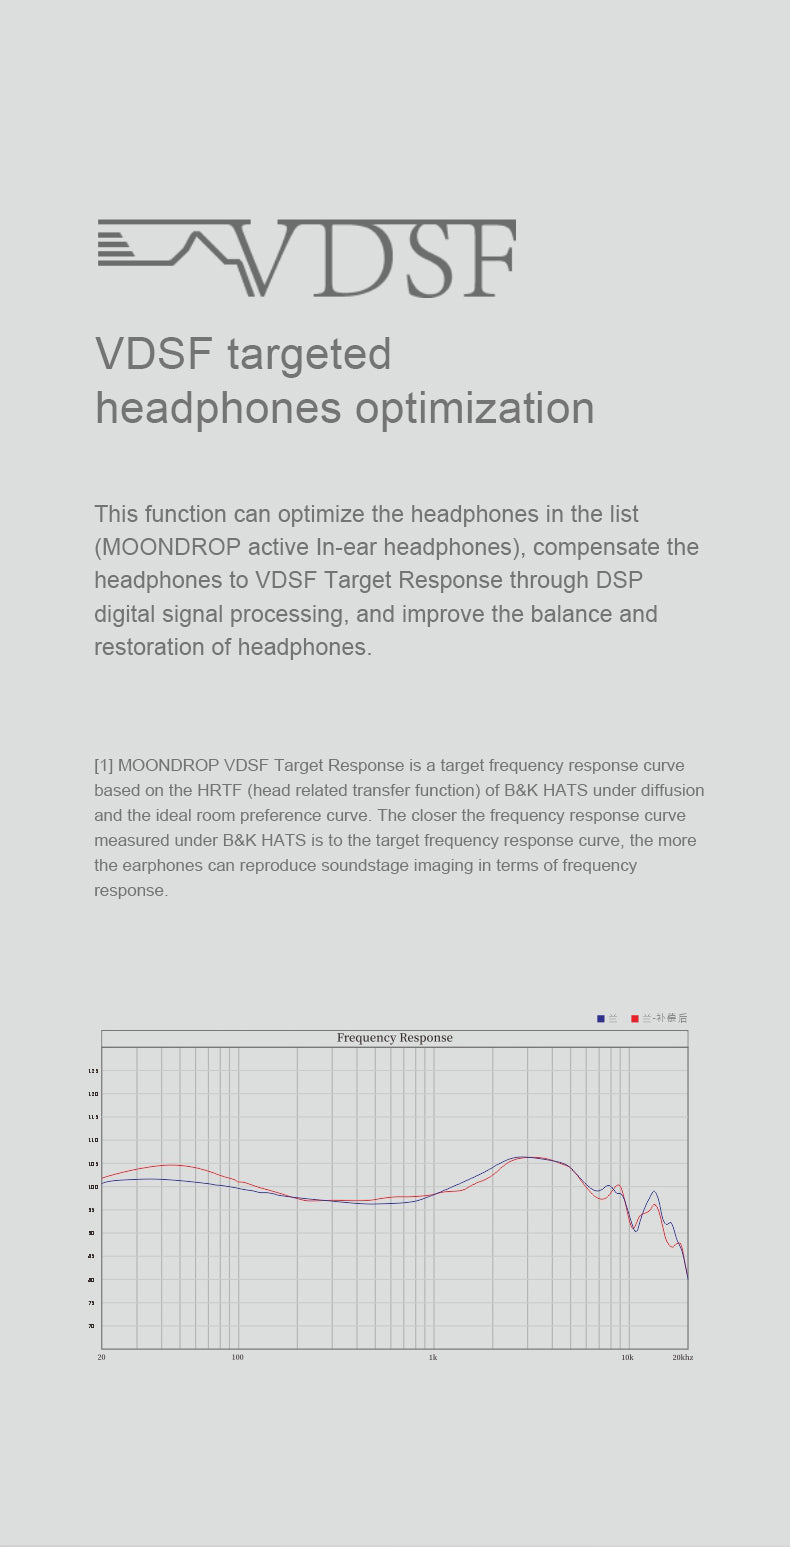 VDSF
VDSF targeted
headphones optimization
This function can optimize the headphones in the list
(MOONDROP active In-ear headphones), compensate the
headphones to VDSF Target Response through DSP
digital signal processing, and improve the balance and
restoration of headphones.
[1] MOONDROP VDSF Target Response is a target frequency response curve
based on the HRTF (head related transfer function) of B&K HATS under diffusion
and the ideal room preference curve. The closer the frequency response curve
measured under B&K HATS is to the target frequency response curve, the more
the earphones can reproduce soundstage imaging in terms of frequency
response.
兰 兰-补偿后
Frequency Response
125
120
115
110
105
100
95
90
85
80
75
70
20 100 1k 10k 20khz